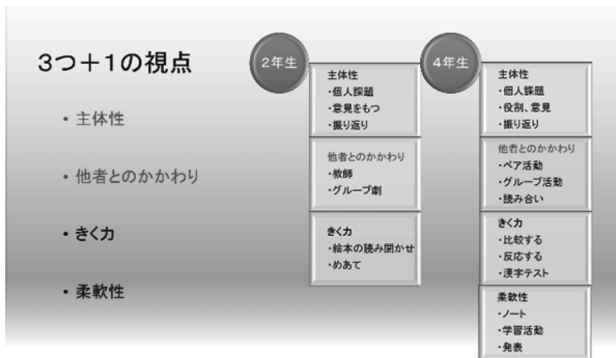 3つ＋1の視点
・主体性
・他者とのかかわり
・きく力
・柔軟性
2年生
主体性
・個人課題
・意見をもつ
・振り返り
他者とのかかわり
・教師
・グループ劇
きく力
・絵本の読み聞かせ
・めあて
4年生
主体性
・個人課題
・役割、意見
・振り返り
他者とのかかわり
・ペア活動
・グループ活動
・読み合い
きく力
・比較する
・反応する
・漢字テスト
柔軟性
・ノート
・学習活動
・発表